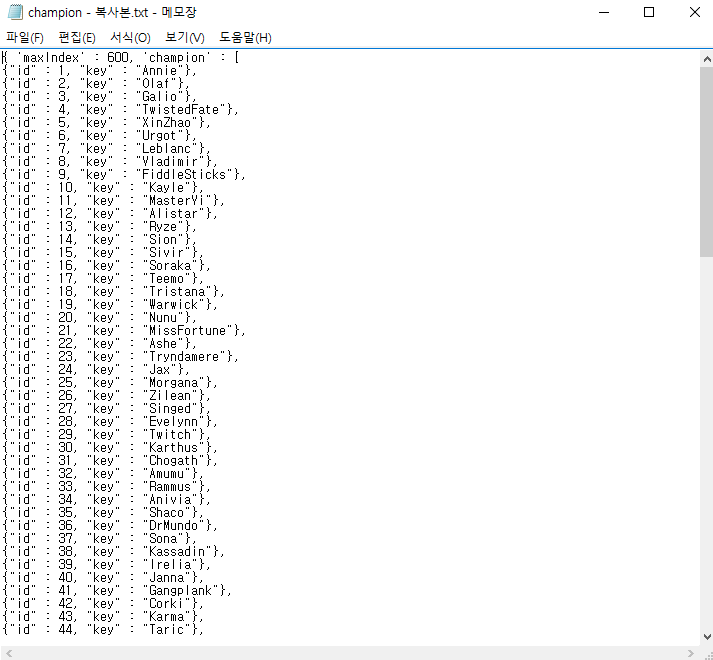 champion - 복사본.txt - 메모장
파일(F) 편집(E) 서식(O) 보기(V) 도움말(H)
{ 'maxIndex' : 600, 'champion' : [
{"id" : 1, "key" : "Annie"},
{"id" : 2, "key" : "Olaf"},
{"id" : 3, "key" : "Galio"},
{"id" : 4, "key" : "TwistedFate"},
{"id" : 5, "key" : "XinZhao"},
{"id" : 6, "key" : "Urgot"},
{"id" : 7, "key" : "Leblanc"},
{"id" : 8, "key" : "Vladimir"},
{"id" : 9, "key" : "FiddleSticks"},
{"id" : 10, "key" : "Kayle"},
{"id" : 11, "key" : "MasterYi"},
{"id" : 12, "key" : "Alistar"},
{"id" : 13, "key" : "Ryze"},
{"id" : 14, "key" : "Sion"},
{"id" : 15, "key" : "Sivir"},
{"id" : 16, "key" : "Soraka"},
{"id" : 17, "key" : "Teemo"},
{"id" : 18, "key" : "Tristana"},
{"id" : 19, "key" : "Warwick"},
{"id" : 20, "key" : "Nunu"},
{"id" : 21, "key" : "MissFortune"},
{"id" : 22, "key" : "Ashe"},
{"id" : 23, "key" : "Tryndamere"},
{"id" : 24, "key" : "Jax"},
{"id" : 25, "key" : "Morgana"},
{"id" : 26, "key" : "Zilean"},
{"id" : 27, "key" : "Singed"},
{"id" : 28, "key" : "Evelynn"},
{"id" : 29, "key" : "Twitch"},
{"id" : 30, "key" : "Karthus"},
{"id" : 31, "key" : "Chogath"},
{"id" : 32, "key" : "Amumu"},
{"id" : 33, "key" : "Rammus"},
{"id" : 34, "key" : "Anivia"},
{"id" : 35, "key" : "Shaco"},
{"id" : 36, "key" : "DrMundo"},
{"id" : 37, "key" : "Sona"},
{"id" : 38, "key" : "Kassadin"},
{"id" : 39, "key" : "Irelia"},
{"id" : 40, "key" : "Janna"},
{"id" : 41, "key" : "Gangplank"},
{"id" : 42, "key" : "Corki"},
{"id" : 43, "key" : "Karma"},
{"id" : 44, "key" : "Taric"},